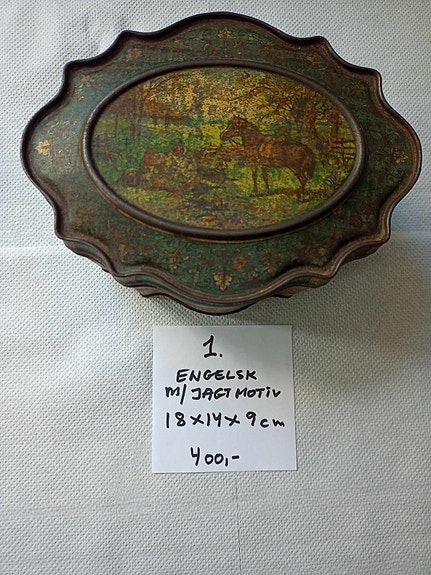 1.
ENGELSK
m/ JAGTMOTIV
18x14x9cm
400,-